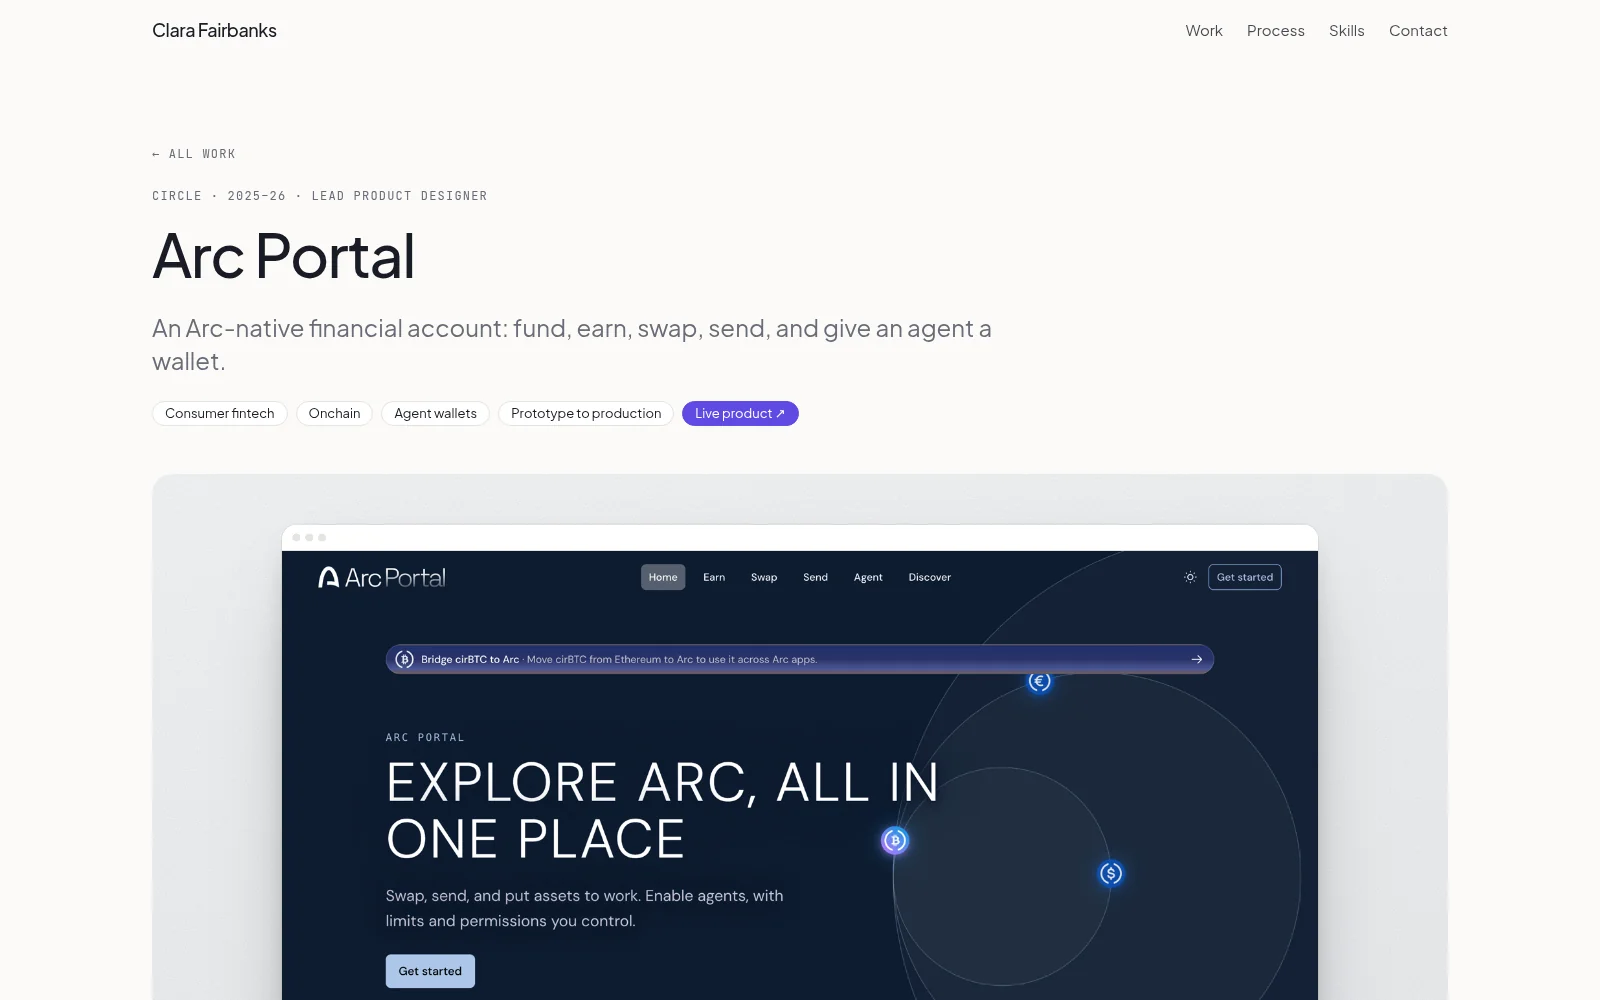 Clara Fairbanks
Work
Process
Skills
Contact
← ALL WORK
CIRCLE · 2025–26 · LEAD PRODUCT DESIGNER
Arc Portal
An Arc-native financial account: fund, earn, swap, send, and give an agent a
wallet.
Consumer fintech
Onchain
Agent wallets
Prototype to production
Live product ↗
Arc Portal
Home
Earn
Swap
Send
Agent
Discover
Get started
Bridge cirBTC to Arc · Move cirBTC from Ethereum to Arc to use it across Arc apps.
ARC PORTAL
EXPLORE ARC, ALL IN
ONE PLACE
Swap, send, and put assets to work. Enable agents, with
limits and permissions you control.
Get started